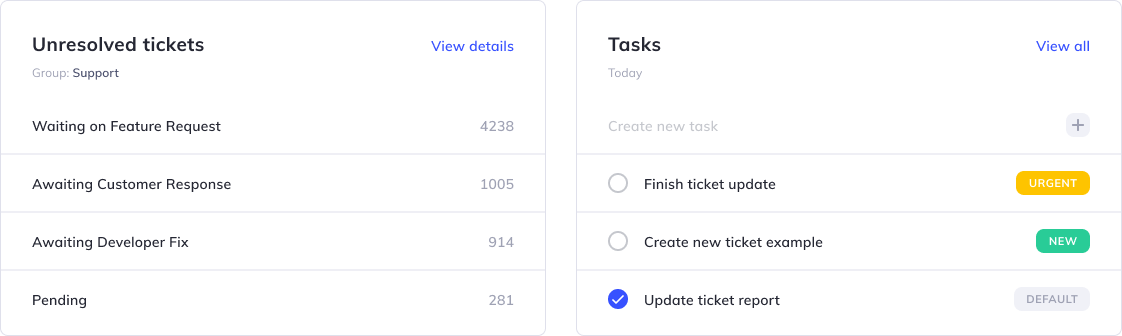 Unresolved tickets
View details
Group: Support
Waiting on Feature Request
4238
Awaiting Customer Response
1005
Awaiting Developer Fix
914
Pending
281
Tasks
View all
Today
Create new task
Finish ticket update
URGENT
Create new ticket example
NEW
Update ticket report
DEFAULT